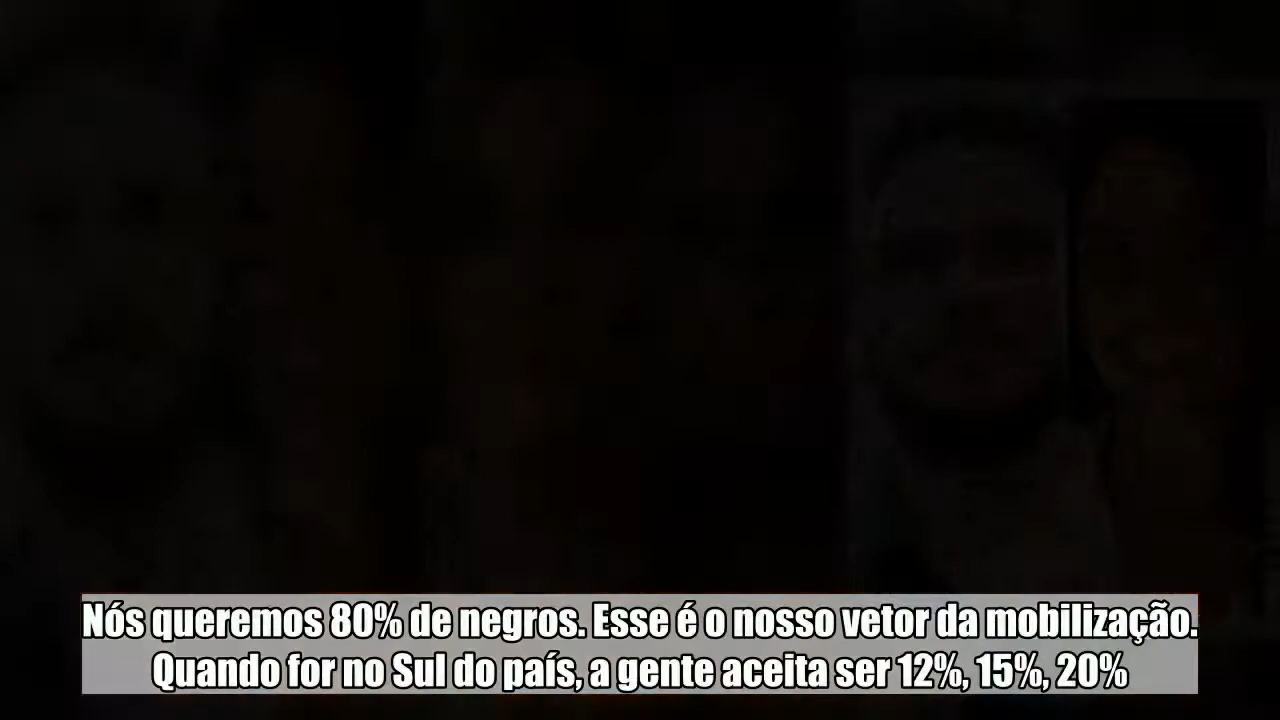 Nós queremos 80% de negros. Esse é o nosso vetor da mobilização.
Quando for no Sul do país, a gente aceita ser 12%, 15%, 20%